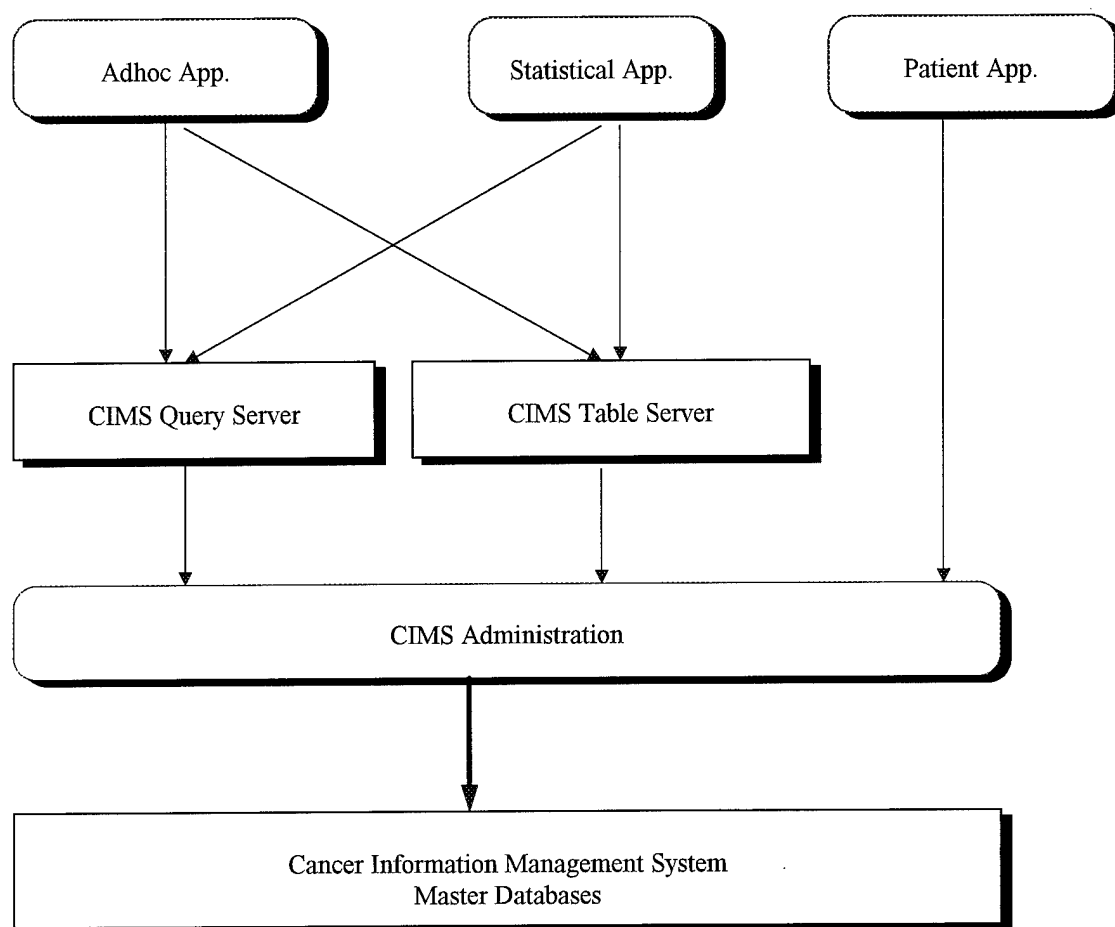 Adhoc App.
Statistical App.
Patient App.
CIMS Query Server
CIMS Table Server
CIMS Administration
Cancer Information Management System
Master Databases